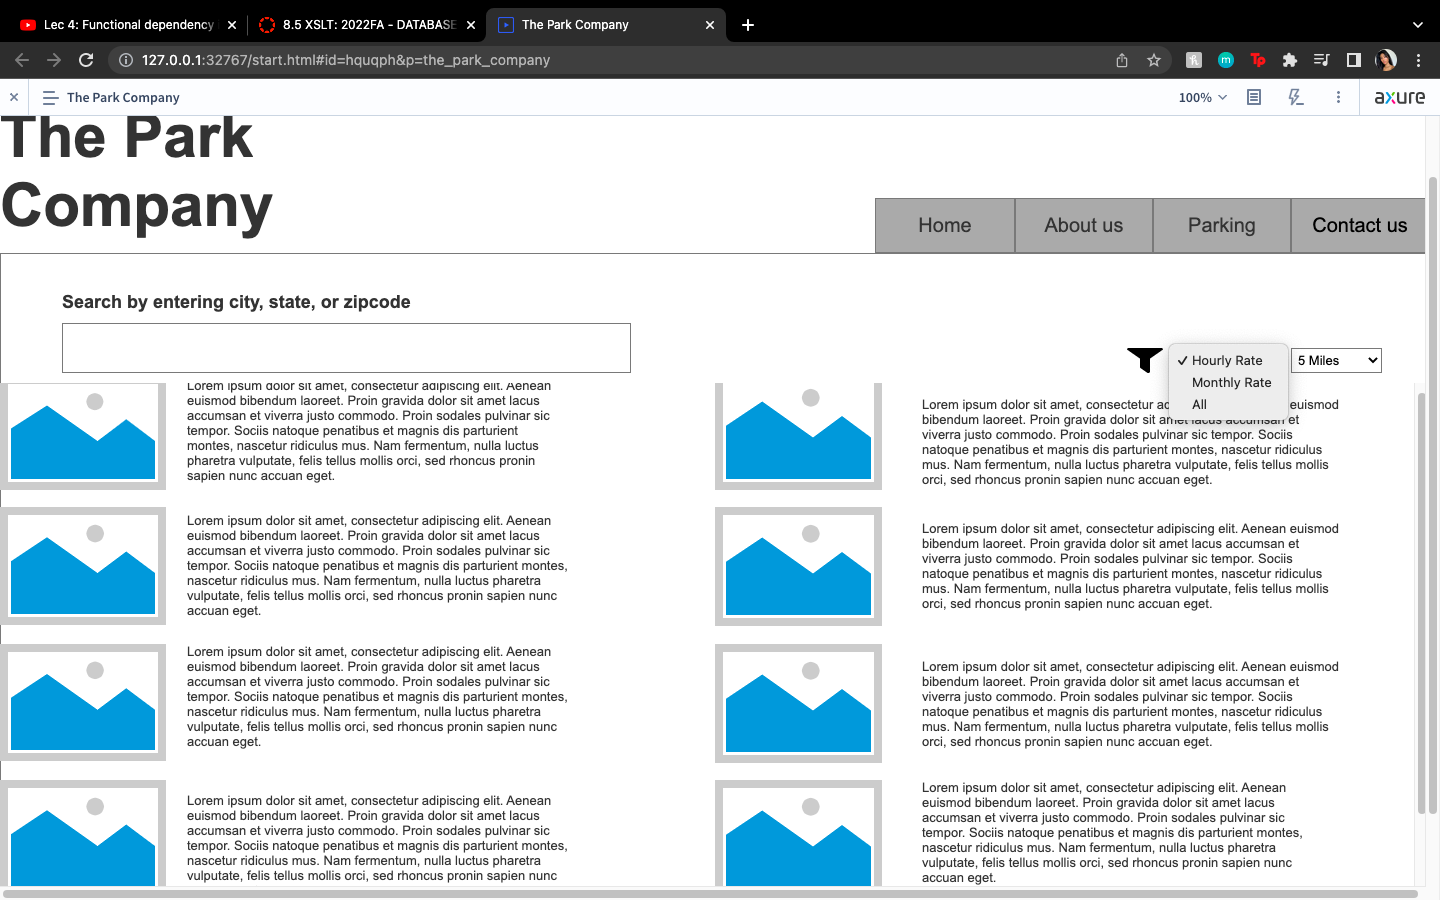 Lec 4: Functional dependency
8.5 XSLT: 2022FA - DATABASE
The Park Company
127.0.0.1:32767/start.html#id=hquqph&p=the_park_company
The Park Company
100%
axure
The Park
Company
Home
About us
Parking
Contact us
Search by entering city, state, or zipcode
Hourly Rate
Monthly Rate
All
5 Miles
Lorem ipsum dolor sit amet, consectetur adipiscing elit. Aenean
euismod bibendum laoreet. Proin gravida dolor sit amet lacus
accumsan et viverra justo commodo. Proin sodales pulvinar sic
tempor. Sociis natoque penatibus et magnis dis parturient
montes, nascetur ridiculus mus. Nam fermentum, nulla luctus
pharetra vulputate, felis tellus mollis orci, sed rhoncus pronin
sapien nunc accuan eget.
Lorem ipsum dolor sit amet, consectetur euismod
bibendum laoreet. Proin gravida dolor sit amet lacus accumsan et
viverra justo commodo. Proin sodales pulvinar sic tempor. Sociis
natoque penatibus et magnis dis parturient montes, nascetur ridiculus
mus. Nam fermentum, nulla luctus pharetra vulputate, felis tellus mollis
orci, sed rhoncus pronin sapien nunc accuan eget.
Lorem ipsum dolor sit amet, consectetur adipiscing elit. Aenean
euismod bibendum laoreet. Proin gravida dolor sit amet lacus
accumsan et viverra justo commodo. Proin sodales pulvinar sic
tempor. Sociis natoque penatibus et magnis dis parturient montes,
nascetur ridiculus mus. Nam fermentum, nulla luctus pharetra
vulputate, felis tellus mollis orci, sed rhoncus pronin sapien nunc
accuan eget.
Lorem ipsum dolor sit amet, consectetur adipiscing elit. Aenean euismod
bibendum laoreet. Proin gravida dolor sit amet lacus accumsan et
viverra justo commodo. Proin sodales pulvinar sic tempor. Sociis
natoque penatibus et magnis dis parturient montes, nascetur ridiculus
mus. Nam fermentum, nulla luctus pharetra vulputate, felis tellus mollis
orci, sed rhoncus pronin sapien nunc accuan eget.
Lorem ipsum dolor sit amet, consectetur adipiscing elit. Aenean
euismod bibendum laoreet. Proin gravida dolor sit amet lacus
accumsan et viverra justo commodo. Proin sodales pulvinar sic
tempor. Sociis natoque penatibus et magnis dis parturient montes,
nascetur ridiculus mus. Nam fermentum, nulla luctus pharetra
vulputate, felis tellus mollis orci, sed rhoncus pronin sapien nunc
accuan eget.
Lorem ipsum dolor sit amet, consectetur adipiscing elit. Aenean euismod
bibendum laoreet. Proin gravida dolor sit amet lacus accumsan et
viverra justo commodo. Proin sodales pulvinar sic tempor. Sociis
natoque penatibus et magnis dis parturient montes, nascetur ridiculus
mus. Nam fermentum, nulla luctus pharetra vulputate, felis tellus mollis
orci, sed rhoncus pronin sapien nunc accuan eget.
Lorem ipsum dolor sit amet, consectetur adipiscing elit. Aenean
euismod bibendum laoreet. Proin gravida dolor sit amet lacus
accumsan et viverra justo commodo. Proin sodales pulvinar sic
tempor. Sociis natoque penatibus et magnis dis parturient montes,
nascetur ridiculus mus. Nam fermentum, nulla luctus pharetra
vulputate, felis tellus mollis orci, sed rhoncus pronin sapien nunc
Lorem ipsum dolor sit amet, consectetur adipiscing elit. Aenean
euismod bibendum laoreet. Proin gravida dolor sit amet lacus
accumsan et viverra justo commodo. Proin sodales pulvinar sic
tempor. Sociis natoque penatibus et magnis dis parturient montes,
nascetur ridiculus mus. Nam fermentum, nulla luctus pharetra
vulputate, felis tellus mollis orci, sed rhoncus pronin sapien nunc
accuan eget.